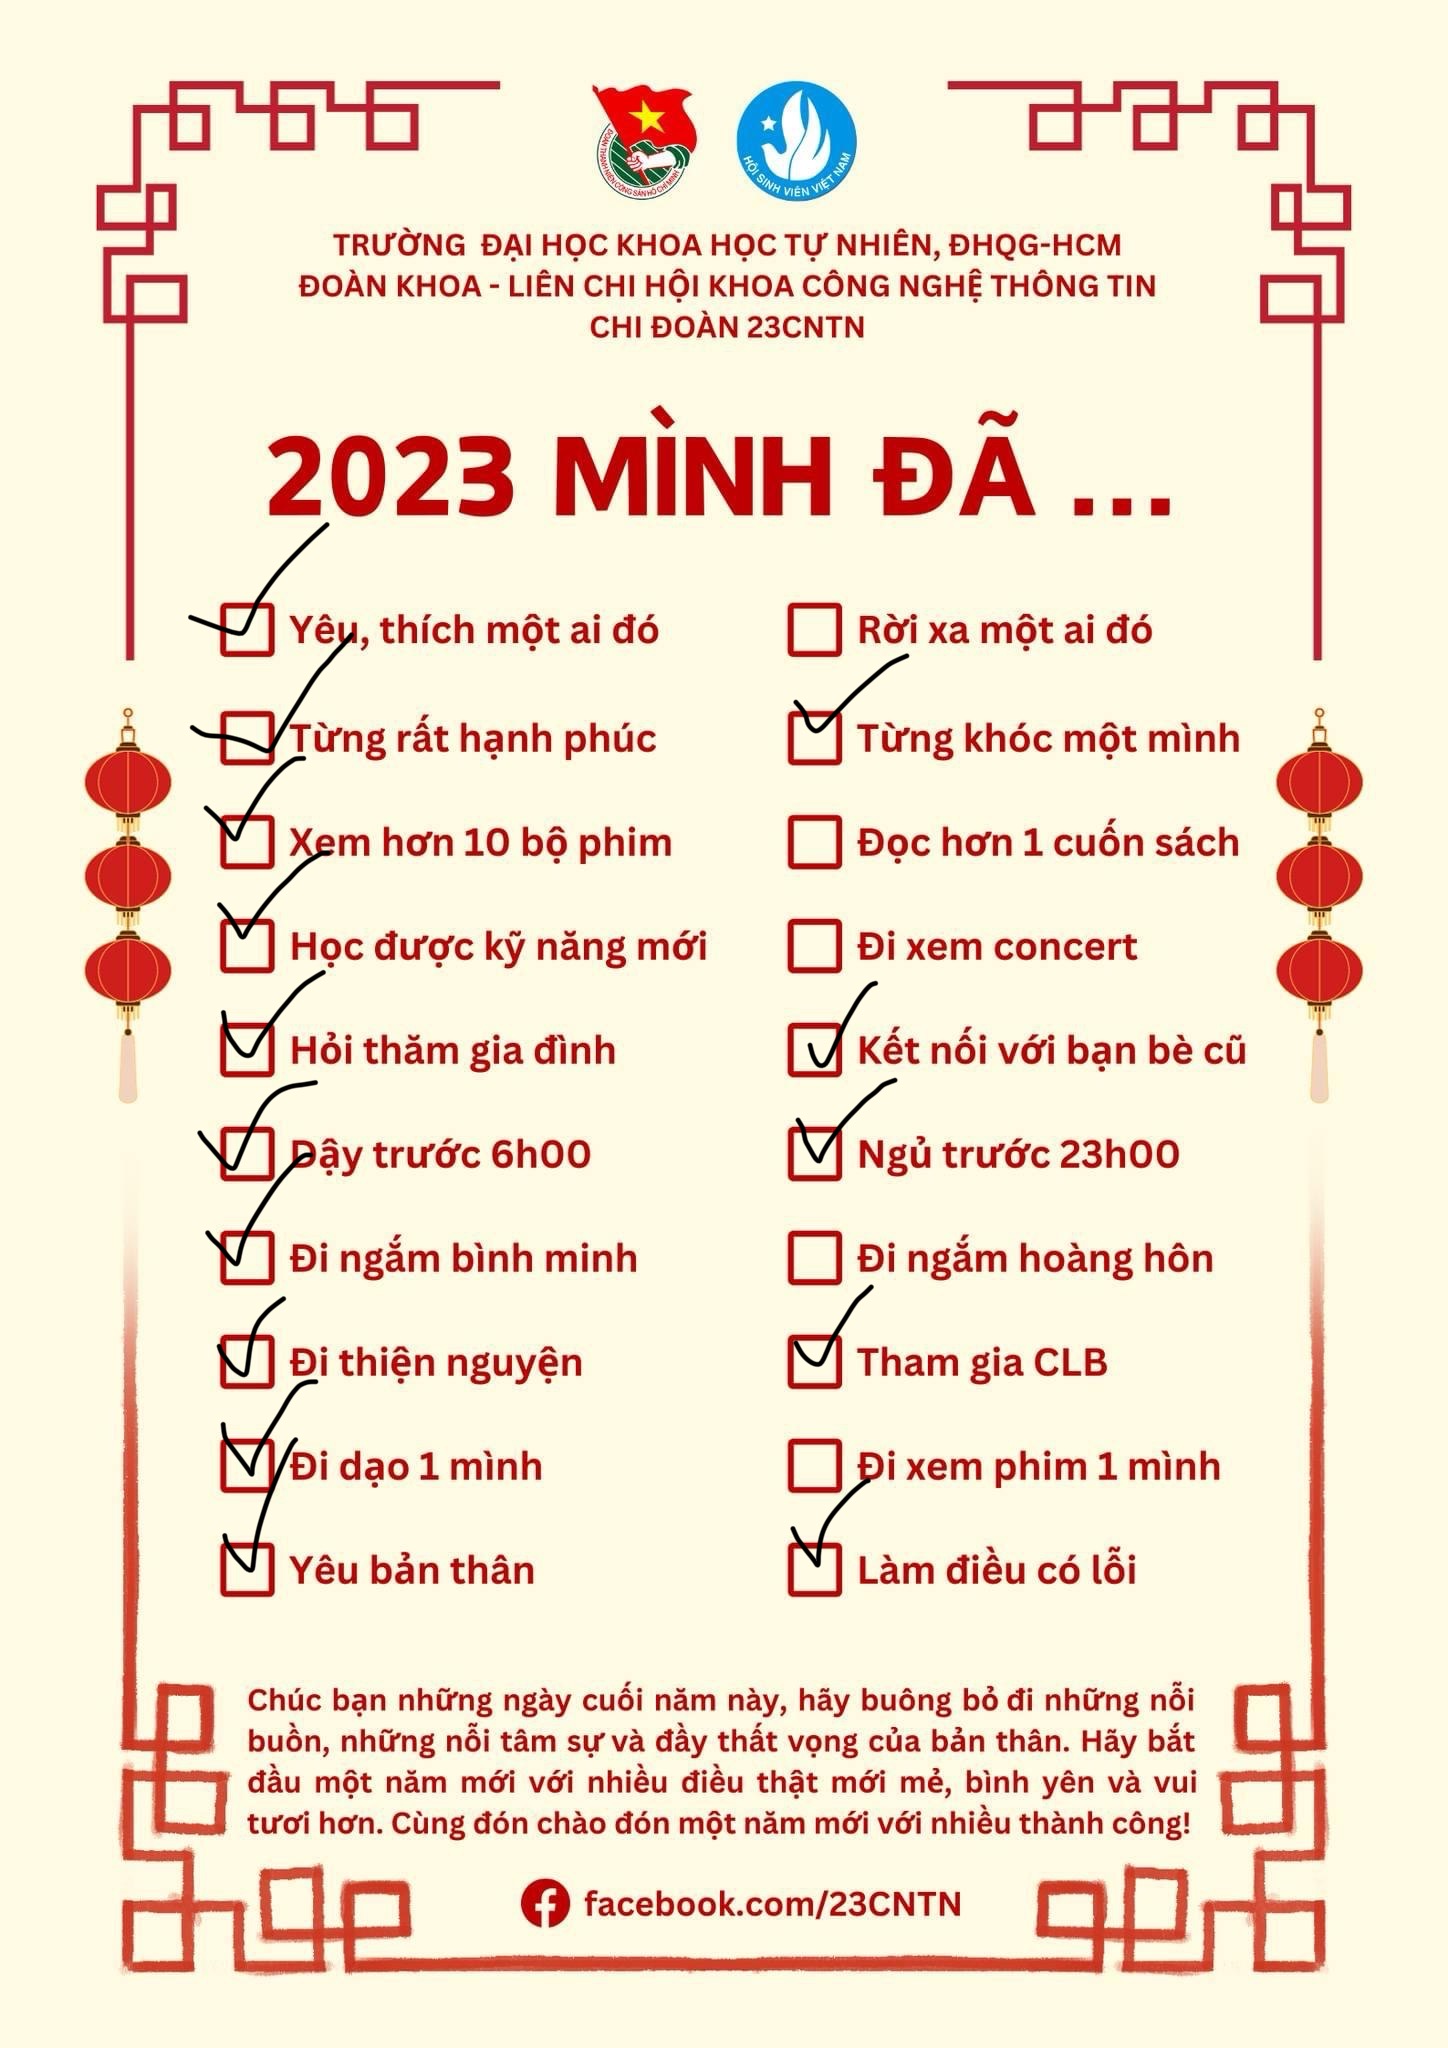 ĐOÀN THANH NIÊN CỘNG SẢN HỒ CHÍ MINH
HỘI SINH VIÊN VIỆT NAM
TRƯỜNG ĐẠI HỌC KHOA HỌC TỰ NHIÊN, ĐHQG-HCM
ĐOÀN KHOA - LIÊN CHI HỘI KHOA CÔNG NGHỆ THÔNG TIN
CHI ĐOÀN 23CNTN
2023 MÌNH ĐÃ ...
Yêu, thích một ai đó
Rời xa một ai đó
Từng rất hạnh phúc
Từng khóc một mình
Xem hơn 10 bộ phim
Đọc hơn 1 cuốn sách
Học được kỹ năng mới
Đi xem concert
Hỏi thăm gia đình
Kết nối với bạn bè cũ
Dậy trước 6h00
Ngủ trước 23h00
Đi ngắm bình minh
Đi ngắm hoàng hôn
Đi thiện nguyện
Tham gia CLB
Đi dạo 1 mình
Đi xem phim 1 mình
Yêu bản thân
Làm điều có lỗi
Chúc bạn những ngày cuối năm này, hãy buông bỏ đi những nỗi
buồn, những nỗi tâm sự và đầy thất vọng của bản thân. Hãy bắt
đầu một năm mới với nhiều điều thật mới mẻ, bình yên và vui
tươi hơn. Cùng đón chào đón một năm mới với nhiều thành công!
facebook.com/23CNTN